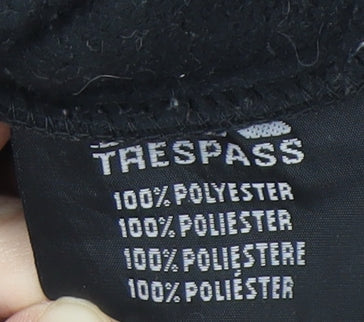 TRESPASS
100% POLYESTER
100% POLIESTER
100% POLIESTERE
100% POLIÉSTER